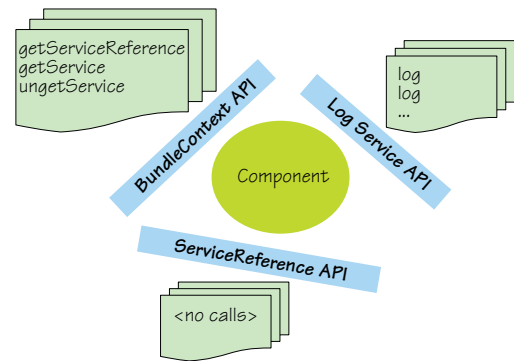 getServiceReference
getService
ungetService
log
log
...
BundleContext API
Log Service API
Component
ServiceReference API
<no calls>